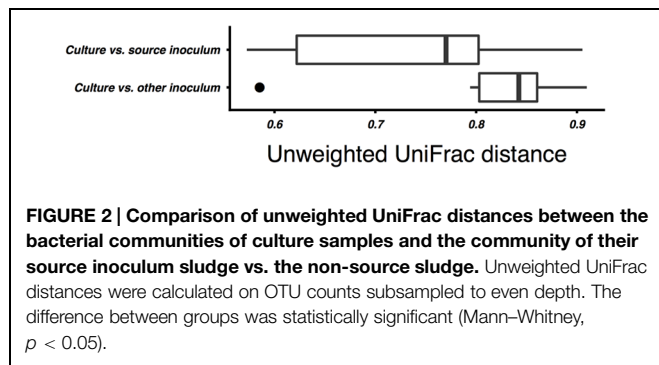 Culture vs. source inoculum
Culture vs. other inoculum
0.6 0.7 0.8 0.9
Unweighted UniFrac distance
FIGURE 2 | Comparison of unweighted UniFrac distances between the
bacterial communities of culture samples and the community of their
source inoculum sludge vs. the non-source sludge. Unweighted UniFrac
distances were calculated on OTU counts subsampled to even depth. The
difference between groups was statistically significant (Mann–Whitney,
p < 0.05).